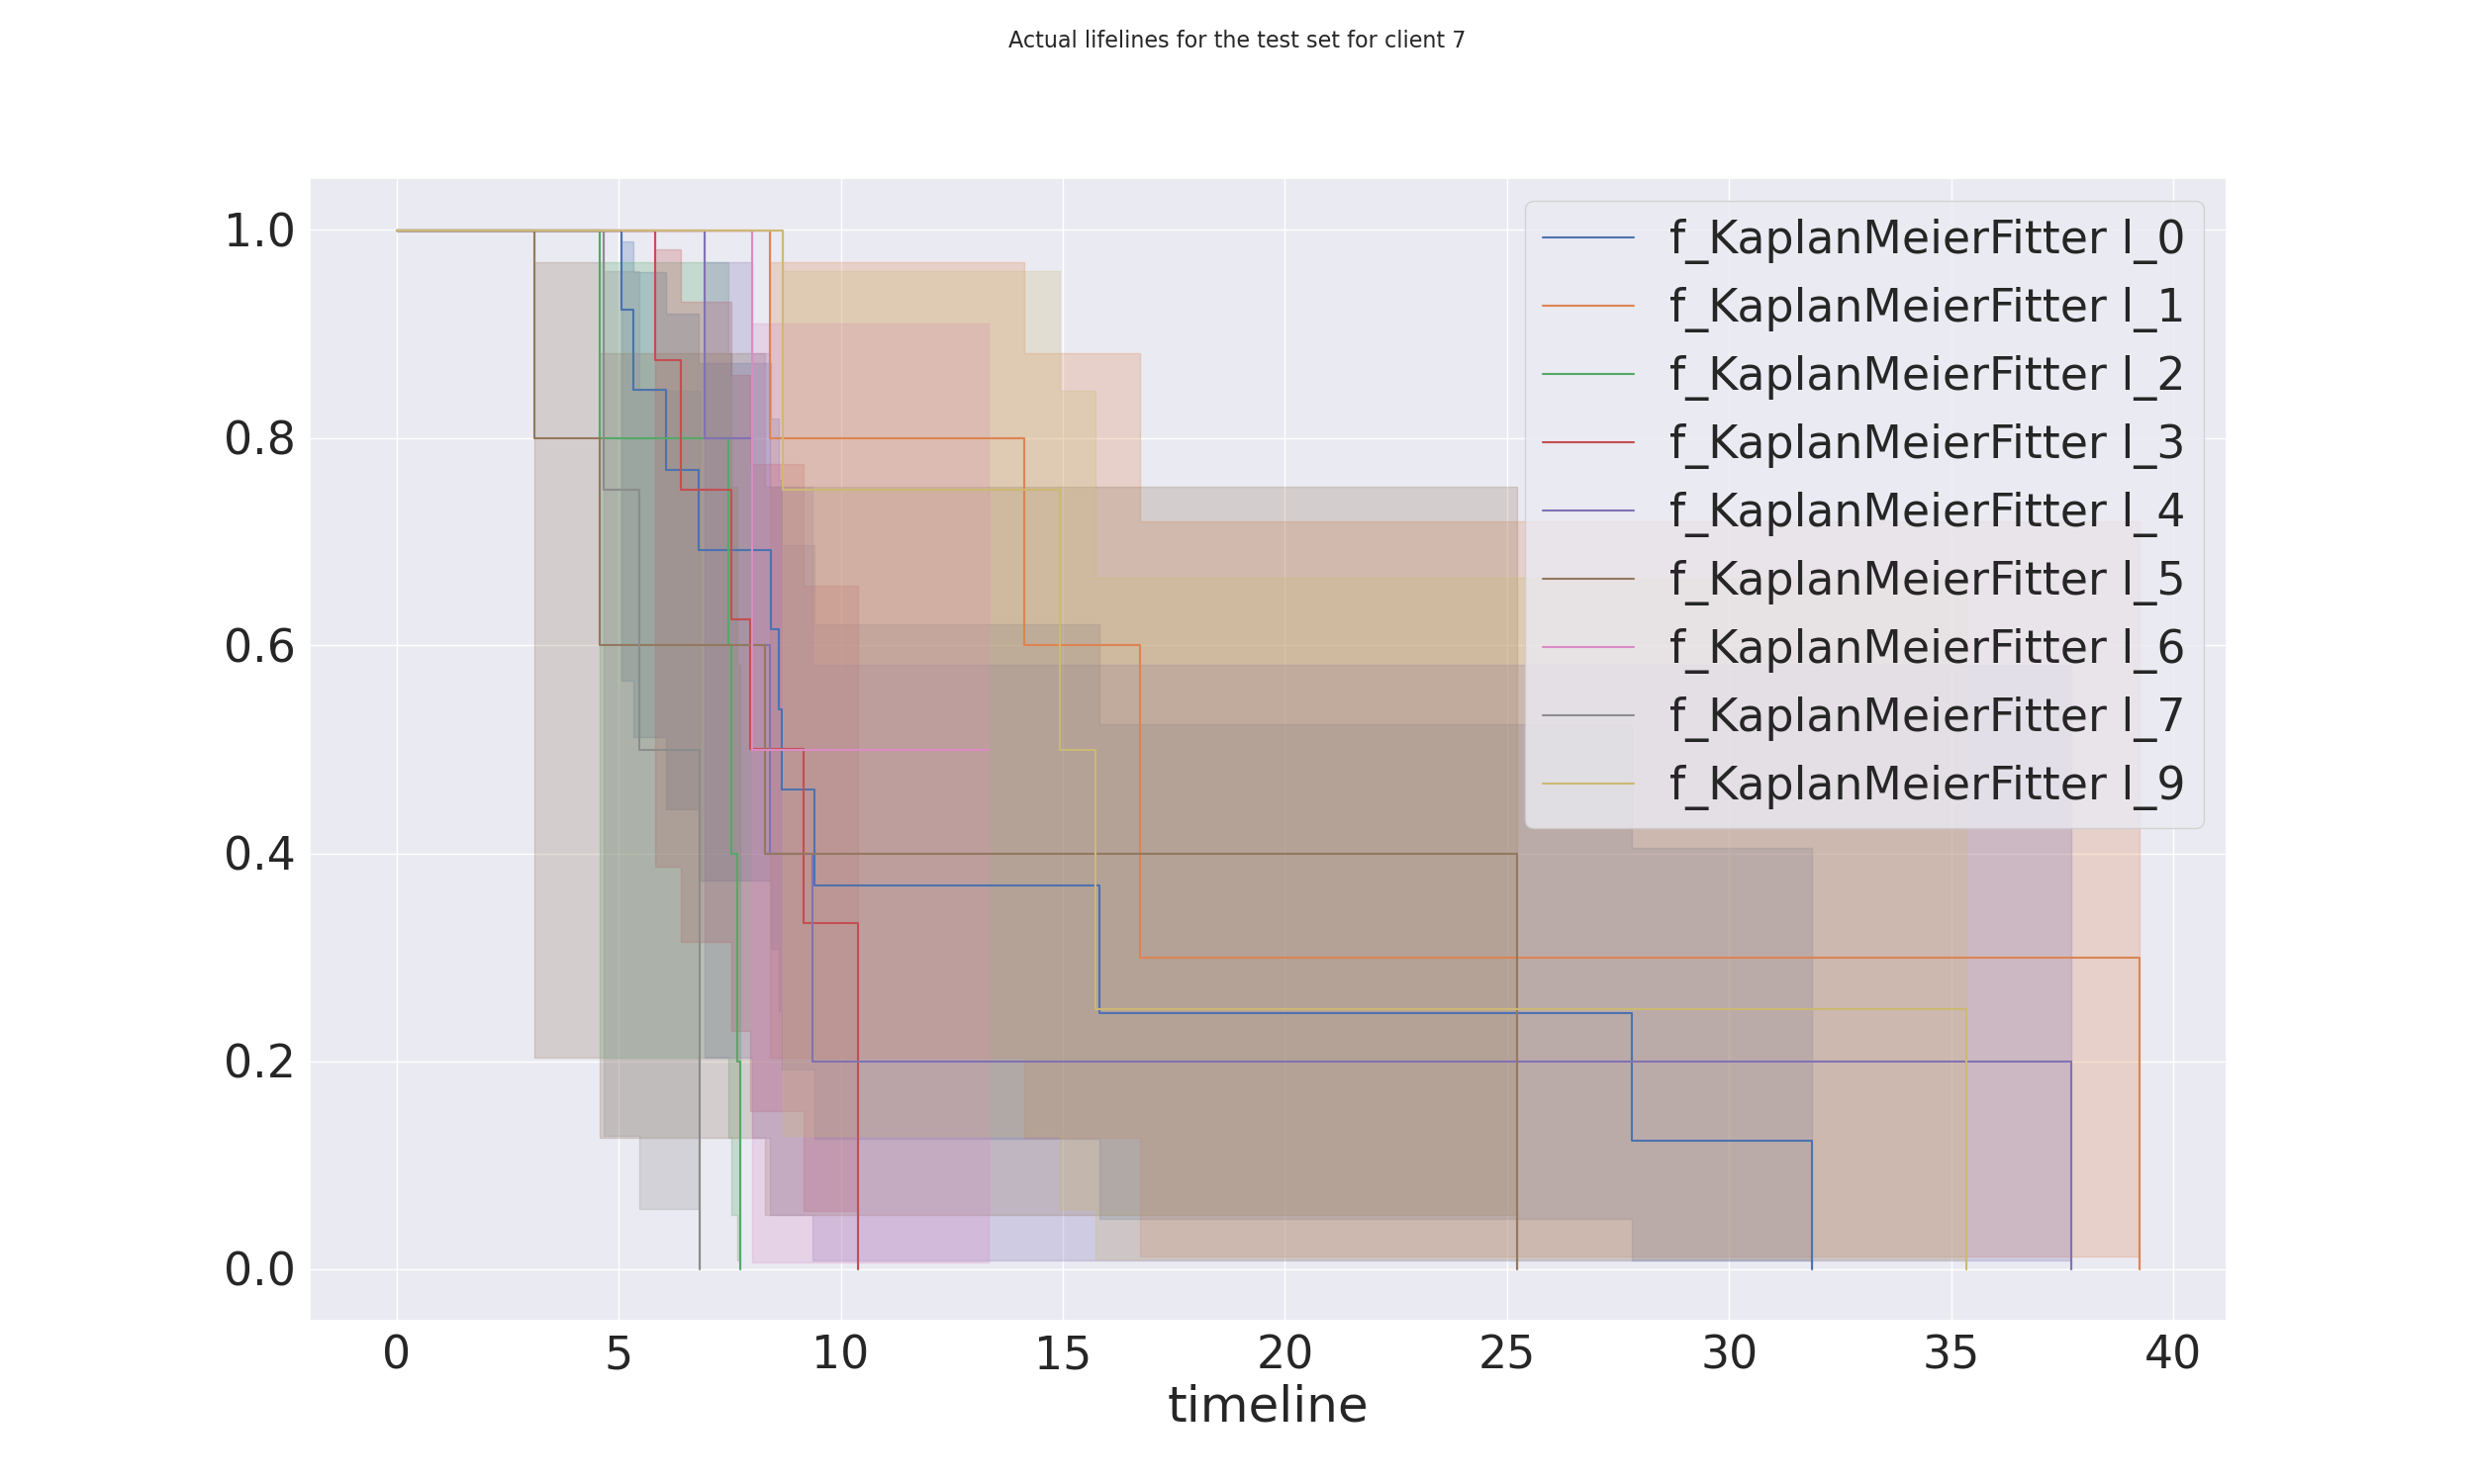 Actual lifelines for the test set for client 7
1.0
0.8
0.6
0.4
0.2
0.0
f_KaplanMeierFitter l_0
f_KaplanMeierFitter l_1
f_KaplanMeierFitter l_2
f_KaplanMeierFitter l_3
f_KaplanMeierFitter l_4
f_KaplanMeierFitter l_5
f_KaplanMeierFitter l_6
f_KaplanMeierFitter l_7
f_KaplanMeierFitter l_9
0 5 10 15 20 25 30 35 40
timeline